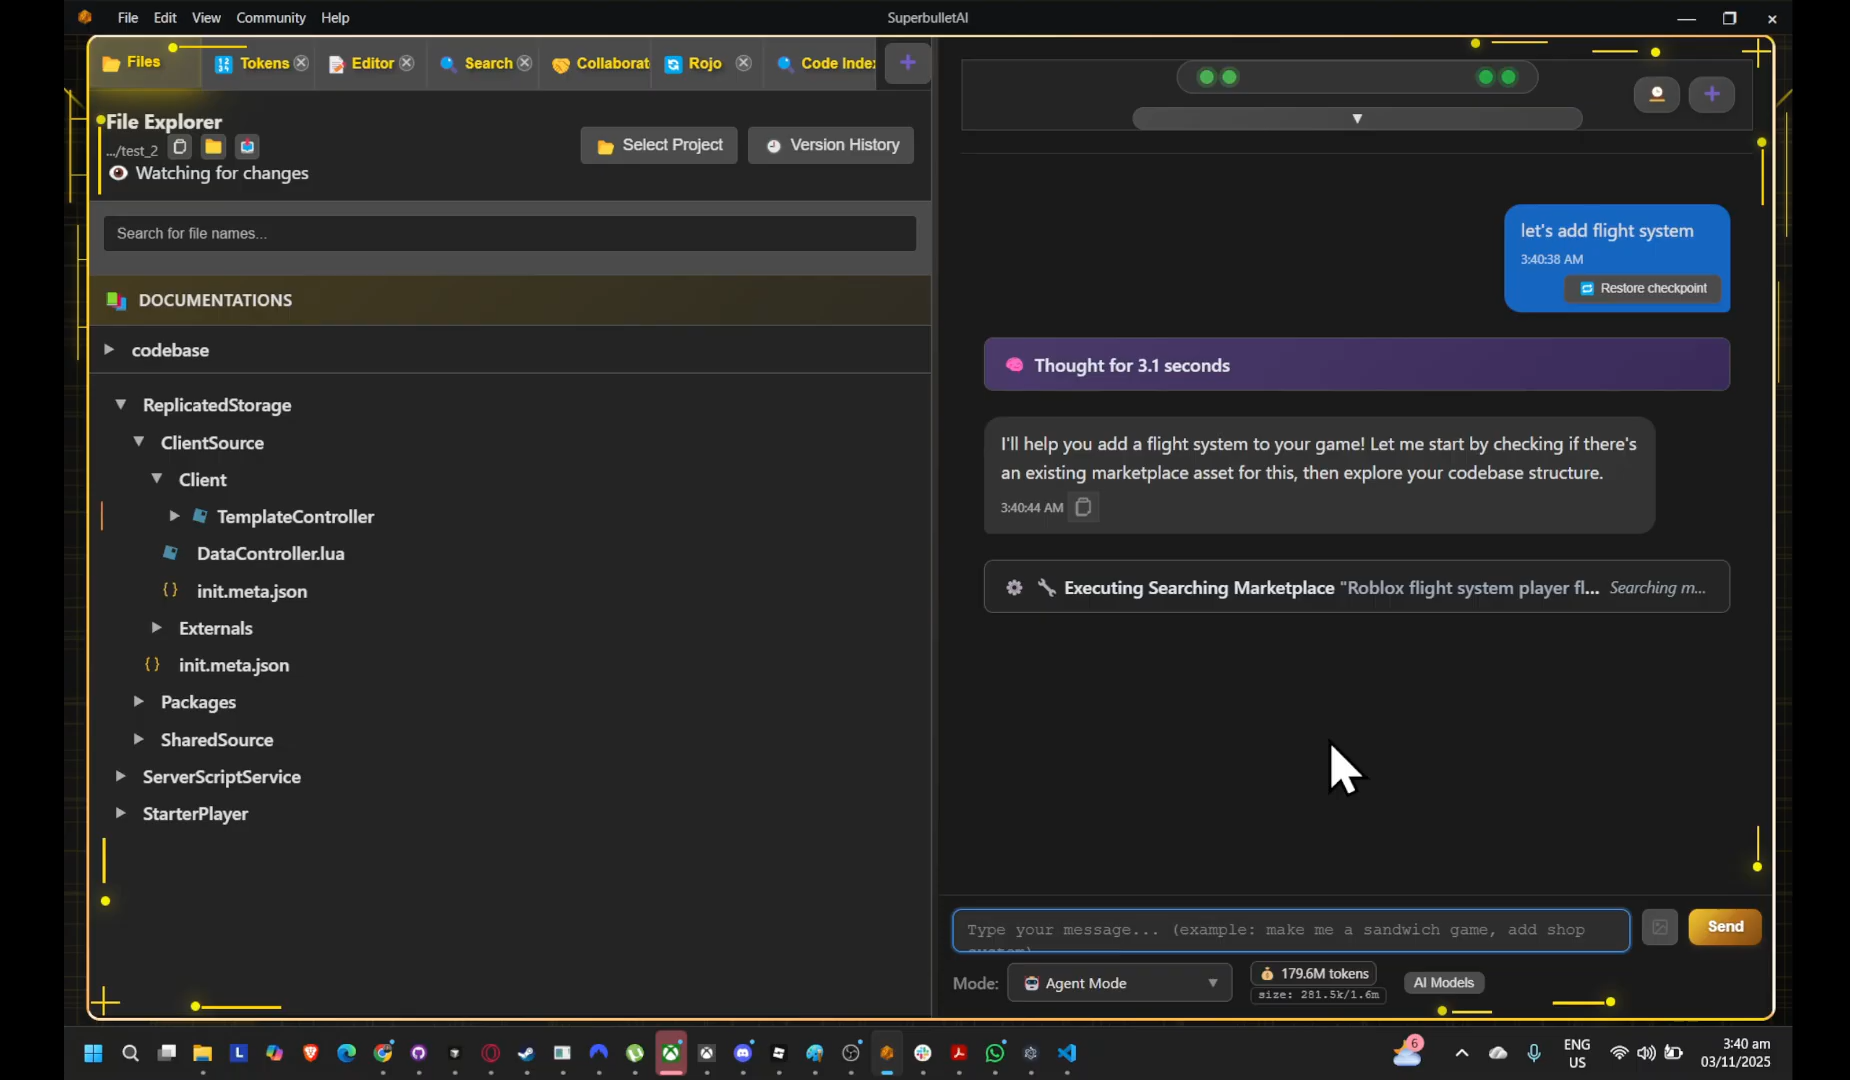 File Edit View Community Help
SuperbulletAI
Files
Tokens
Editor
Search
Collaborat
Rojo
Code Index
File Explorer
.../test_2
Watching for changes
Select Project
Version History
Search for file names...
DOCUMENTATIONS
codebase
ReplicatedStorage
ClientSource
Client
TemplateController
DataController.lua
init.meta.json
Externals
init.meta.json
Packages
SharedSource
ServerScriptService
StarterPlayer
let's add flight system
3:40:38 AM
Restore checkpoint
Thought for 3.1 seconds
I'll help you add a flight system to your game! Let me start by checking if there's
an existing marketplace asset for this, then explore your codebase structure.
3:40:44 AM
Executing Searching Marketplace "Roblox flight system player fl... Searching m...
Type your message... (example: make me a sandwich game, add shop
Send
Mode: Agent Mode
179.6M tokens
size: 281.5k/1.6m
AI Models
6
ENG
US
3:40 am
03/11/2025